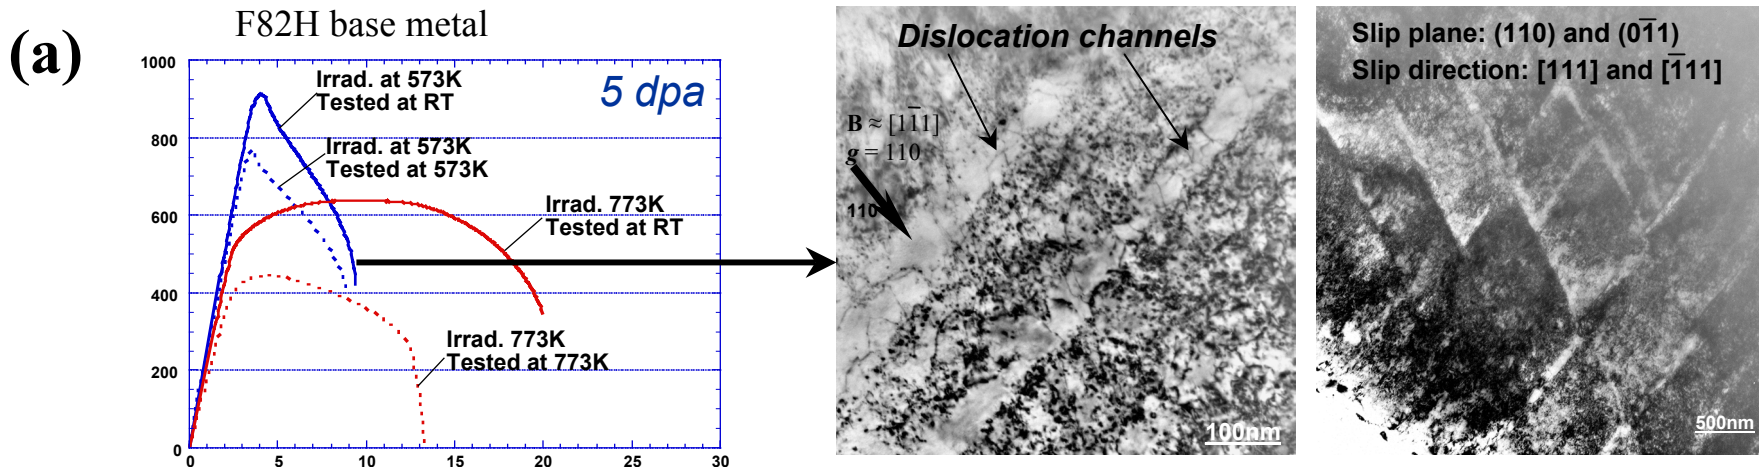 (a)
F82H base metal
1000
800
600
400
200
0
0 5 10 15 20 25 30
5 dpa
Irrad. at 573K
Tested at RT
Irrad. at 573K
Tested at 573K
Irrad. 773K
Tested at RT
Irrad. 773K
Tested at 773K
Dislocation channels
B ≈ [11̅1]
g = 110
110
100nm
Slip plane: (110) and (01̅1)
Slip direction: [111] and [1̅11]
500nm